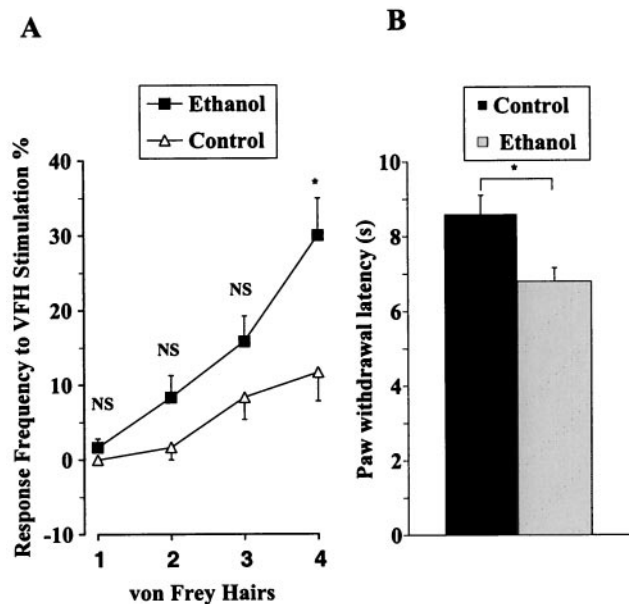 A
Ethanol
Control
Response Frequency to VFH Stimulation %
40
30
20
10
0
-10
NS
NS
NS
*
1 2 3 4
von Frey Hairs
B
Control
Ethanol
Paw withdrawal latency (s)
10
8
6
4
2
0
*